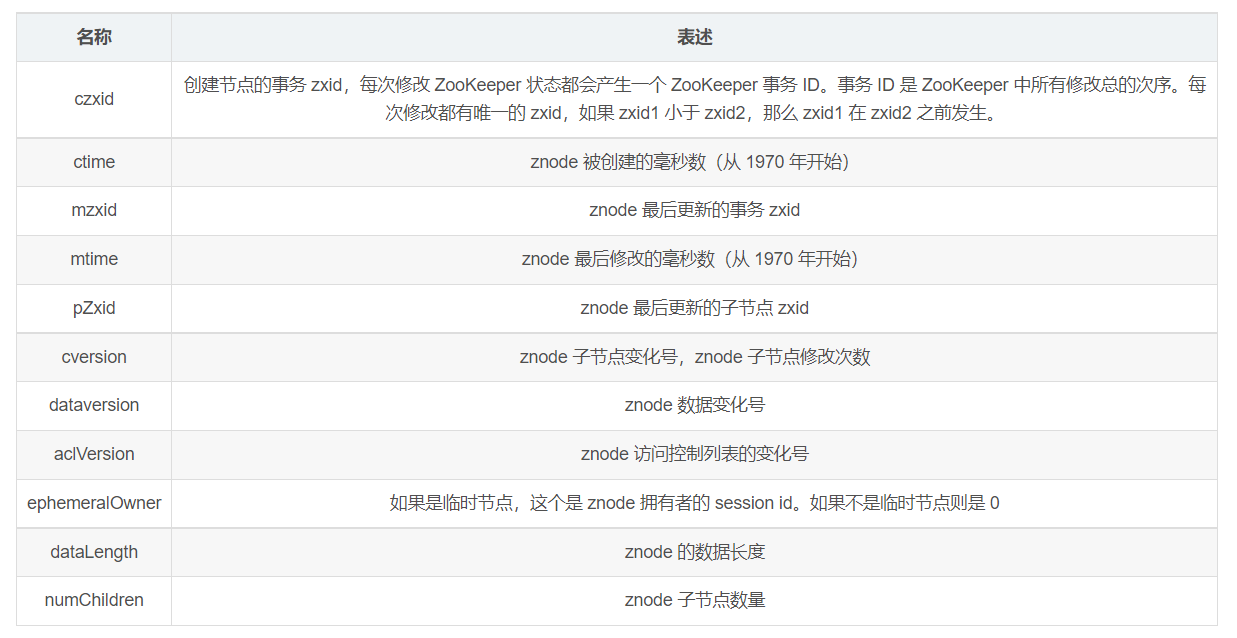 名称 表述
czxid 创建节点的事务 zxid，每次修改 ZooKeeper 状态都会产生一个 ZooKeeper 事务 ID。事务 ID 是 ZooKeeper 中所有修改总的次序。每
次修改都有唯一的 zxid，如果 zxid1 小于 zxid2，那么 zxid1 在 zxid2 之前发生。
ctime znode 被创建的毫秒数（从 1970 年开始）
mzxid znode 最后更新的事务 zxid
mtime znode 最后修改的毫秒数（从 1970 年开始）
pZxid znode 最后更新的子节点 zxid
cversion znode 子节点变化号，znode 子节点修改次数
dataversion znode 数据变化号
aclVersion znode 访问控制列表的变化号
ephemeralOwner 如果是临时节点，这个是 znode 拥有者的 session id。如果不是临时节点则是 0
dataLength znode 的数据长度
numChildren znode 子节点数量